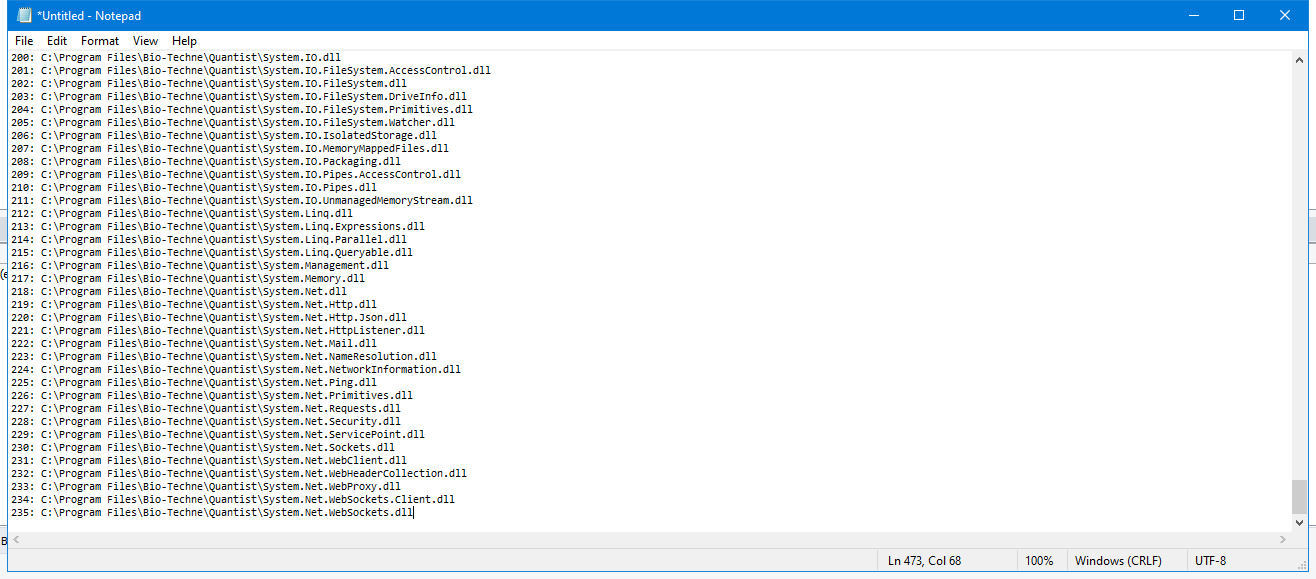 *Untitled - Notepad
File Edit Format View Help
200: C:\Program Files\Bio-Techne\Quantist\System.IO.dll
201: C:\Program Files\Bio-Techne\Quantist\System.IO.FileSystem.AccessControl.dll
202: C:\Program Files\Bio-Techne\Quantist\System.IO.FileSystem.dll
203: C:\Program Files\Bio-Techne\Quantist\System.IO.FileSystem.DriveInfo.dll
204: C:\Program Files\Bio-Techne\Quantist\System.IO.FileSystem.Primitives.dll
205: C:\Program Files\Bio-Techne\Quantist\System.IO.FileSystem.Watcher.dll
206: C:\Program Files\Bio-Techne\Quantist\System.IO.IsolatedStorage.dll
207: C:\Program Files\Bio-Techne\Quantist\System.IO.MemoryMappedFiles.dll
208: C:\Program Files\Bio-Techne\Quantist\System.IO.Packaging.dll
209: C:\Program Files\Bio-Techne\Quantist\System.IO.Pipes.AccessControl.dll
210: C:\Program Files\Bio-Techne\Quantist\System.IO.Pipes.dll
211: C:\Program Files\Bio-Techne\Quantist\System.IO.UnmanagedMemoryStream.dll
212: C:\Program Files\Bio-Techne\Quantist\System.Linq.dll
213: C:\Program Files\Bio-Techne\Quantist\System.Linq.Expressions.dll
214: C:\Program Files\Bio-Techne\Quantist\System.Linq.Parallel.dll
215: C:\Program Files\Bio-Techne\Quantist\System.Linq.Queryable.dll
216: C:\Program Files\Bio-Techne\Quantist\System.Management.dll
217: C:\Program Files\Bio-Techne\Quantist\System.Memory.dll
218: C:\Program Files\Bio-Techne\Quantist\System.Net.dll
219: C:\Program Files\Bio-Techne\Quantist\System.Net.Http.dll
220: C:\Program Files\Bio-Techne\Quantist\System.Net.Http.Json.dll
221: C:\Program Files\Bio-Techne\Quantist\System.Net.HttpListener.dll
222: C:\Program Files\Bio-Techne\Quantist\System.Net.Mail.dll
223: C:\Program Files\Bio-Techne\Quantist\System.Net.NameResolution.dll
224: C:\Program Files\Bio-Techne\Quantist\System.Net.NetworkInformation.dll
225: C:\Program Files\Bio-Techne\Quantist\System.Net.Ping.dll
226: C:\Program Files\Bio-Techne\Quantist\System.Net.Primitives.dll
227: C:\Program Files\Bio-Techne\Quantist\System.Net.Requests.dll
228: C:\Program Files\Bio-Techne\Quantist\System.Net.Security.dll
229: C:\Program Files\Bio-Techne\Quantist\System.Net.ServicePoint.dll
230: C:\Program Files\Bio-Techne\Quantist\System.Net.Sockets.dll
231: C:\Program Files\Bio-Techne\Quantist\System.Net.WebClient.dll
232: C:\Program Files\Bio-Techne\Quantist\System.Net.WebHeaderCollection.dll
233: C:\Program Files\Bio-Techne\Quantist\System.Net.WebProxy.dll
234: C:\Program Files\Bio-Techne\Quantist\System.Net.WebSockets.Client.dll
235: C:\Program Files\Bio-Techne\Quantist\System.Net.WebSockets.dll
Ln 473, Col 68 100% Windows (CRLF) UTF-8